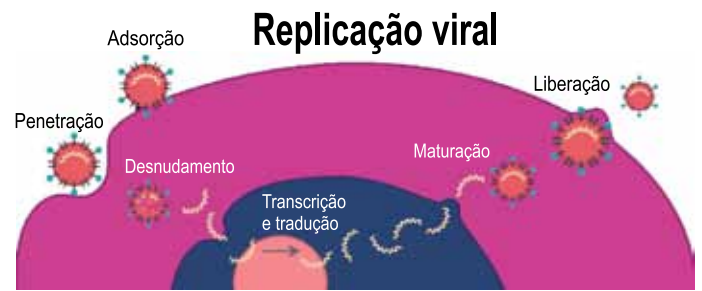 Replicação viral
Adsorção
Penetração
Desnudamento
Transcrição
e tradução
Maturação
Liberação